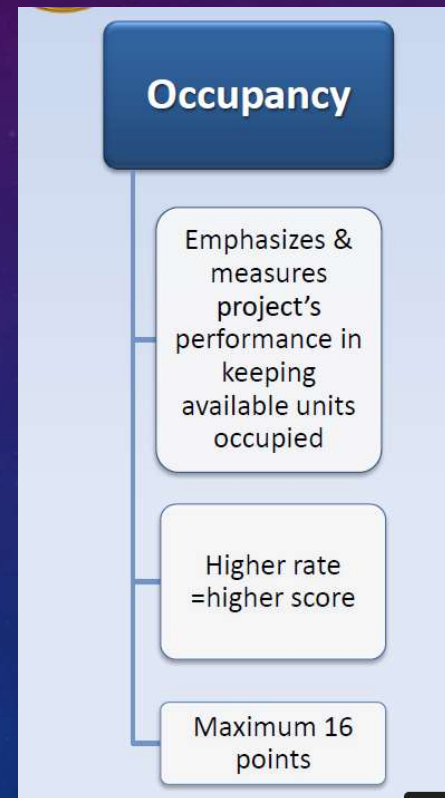 Occupancy
Emphasizes &
measures
project's
performance in
keeping
available units
occupied
Higher rate
=higher score
Maximum 16
points